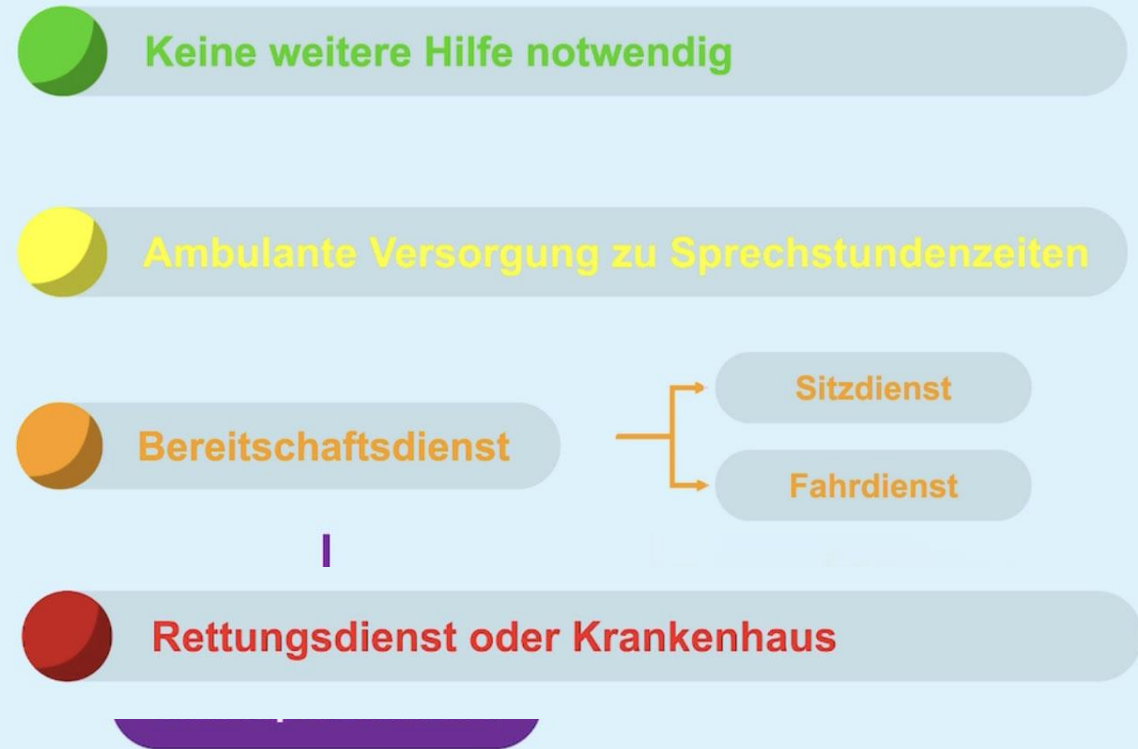 Keine weitere Hilfe notwendig
Ambulante Versorgung zu Sprechstundenzeiten
Bereitschaftsdienst
Sitzdienst
Fahrdienst
Rettungsdienst oder Krankenhaus